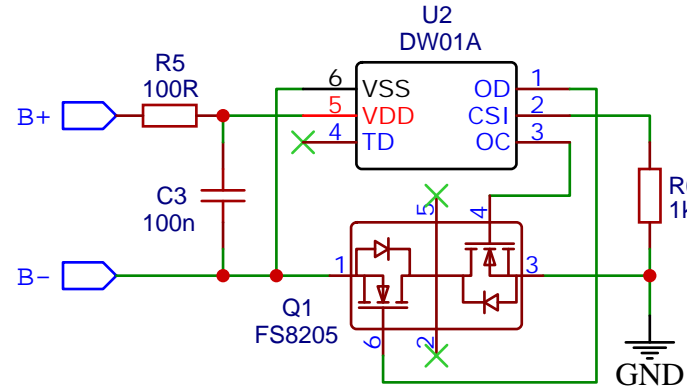 U2
DW01A
R5
100R
B+
6 VSS OD 1
5 VDD CSI 2
4 TD OC 3
C3
100n
5
4
1
3
B-
Q1
FS8205
6
2
GND